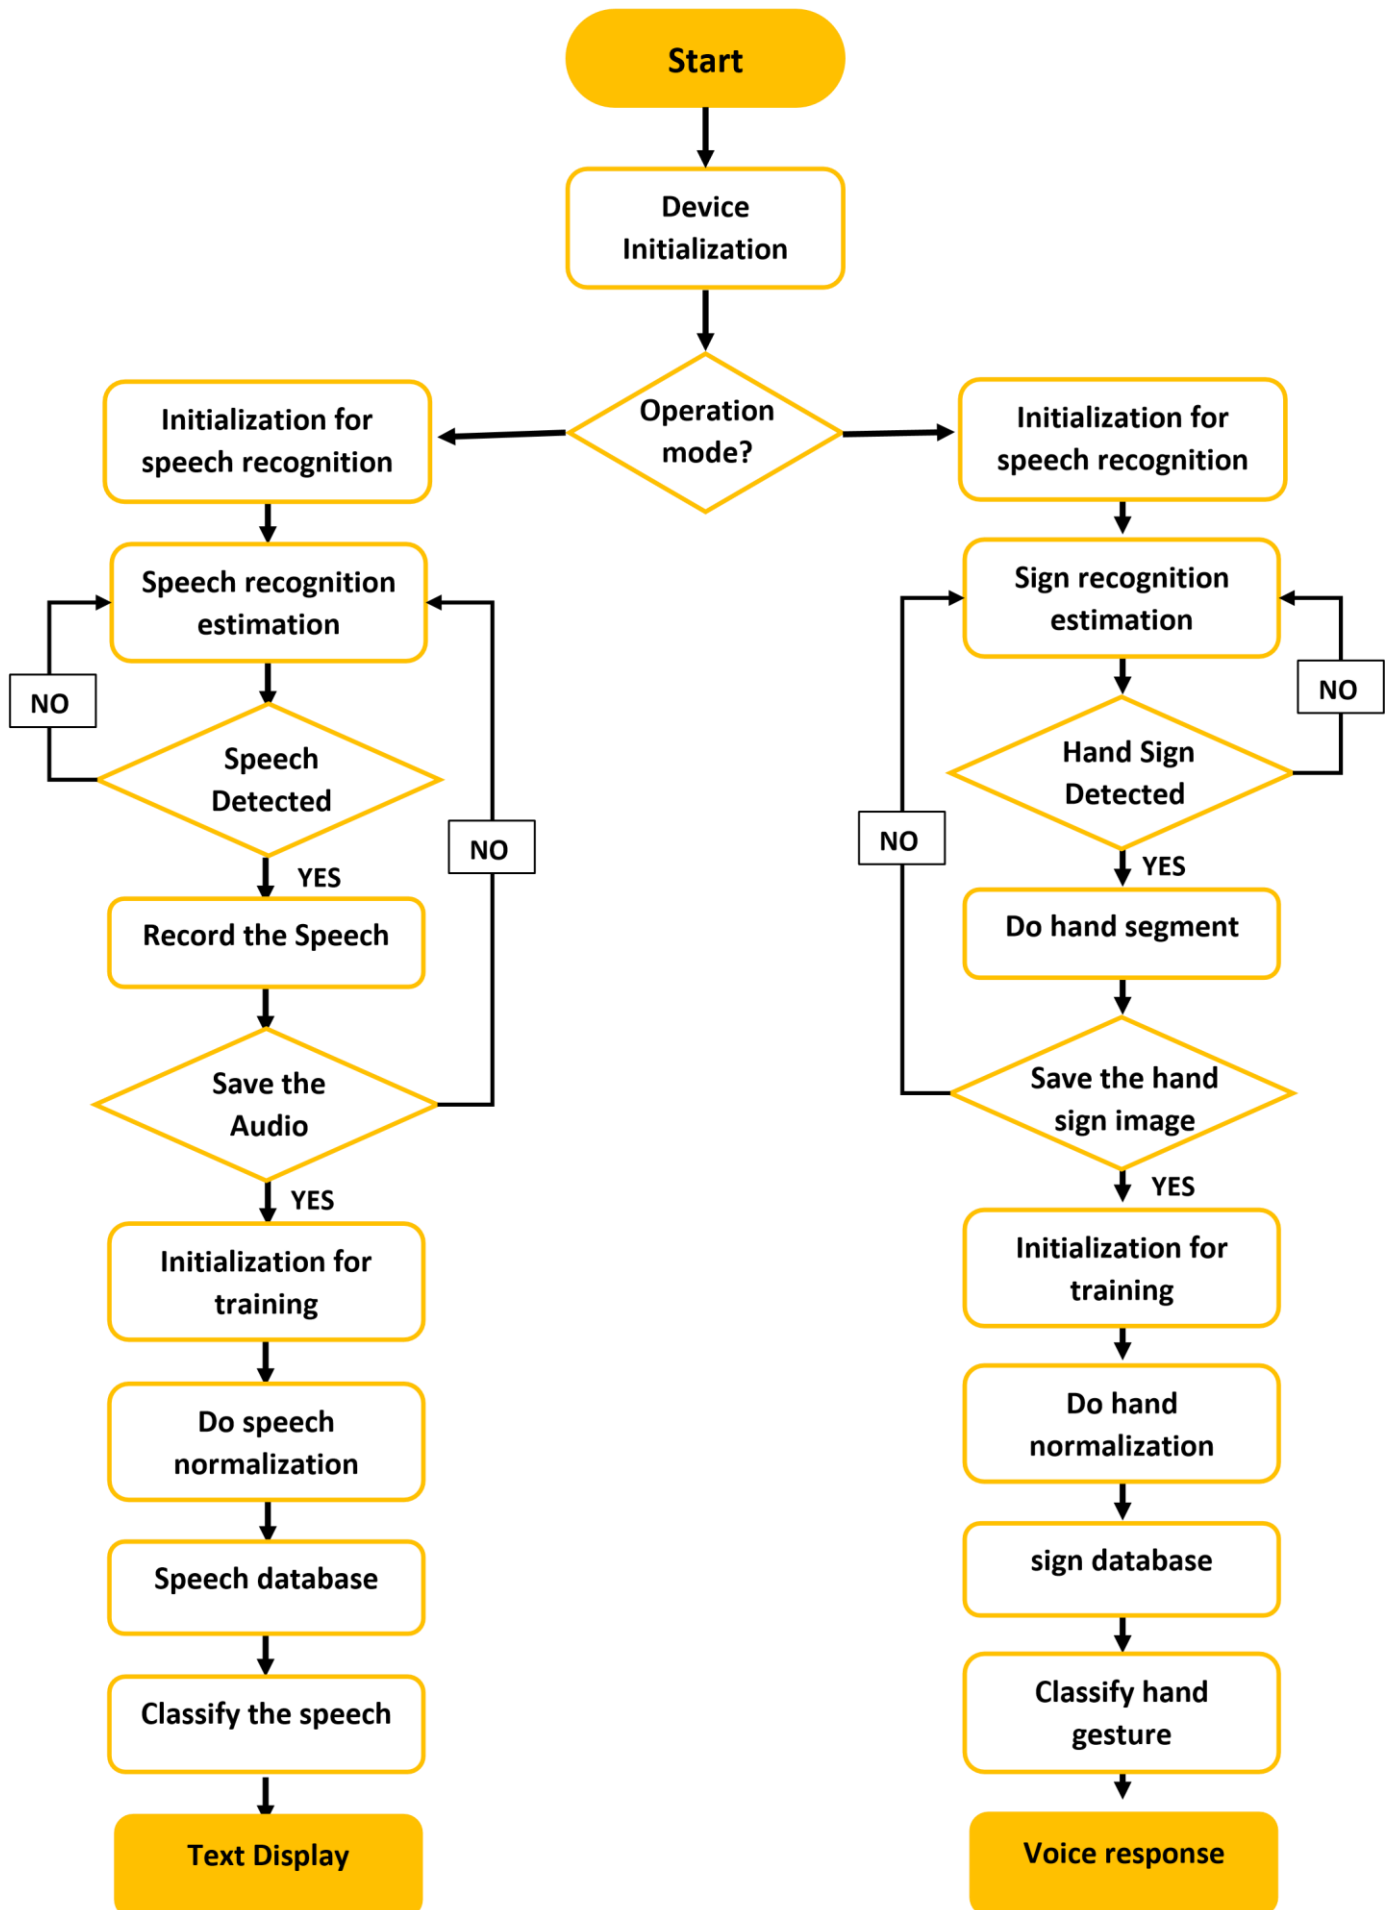 Start
Device
Initialization
Operation
mode?
Initialization for
speech recognition
Speech recognition
estimation
NO
Speech
Detected
NO
YES
Record the Speech
Save the
Audio
YES
Initialization for
training
Do speech
normalization
Speech database
Classify the speech
Text Display
Initialization for
speech recognition
Sign recognition
estimation
NO
Hand Sign
Detected
NO
YES
Do hand segment
Save the hand
sign image
YES
Initialization for
training
Do hand
normalization
sign database
Classify hand
gesture
Voice response